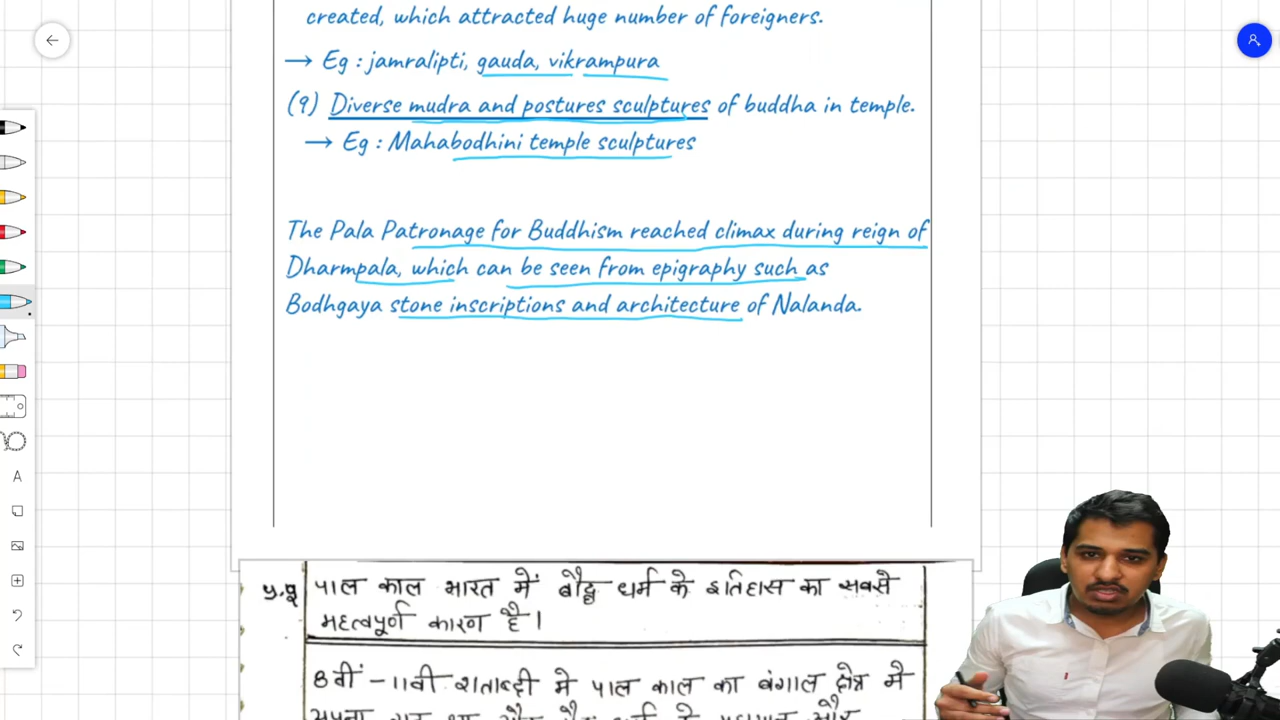 created, which attracted huge number of foreigners.
→ Eg : jamralipti, gauda, vikrampura
(9) Diverse mudra and postures sculptures of buddha in temple.
→ Eg : Mahabodhini temple sculptures
The Pala Patronage for Buddhism reached climax during reign of
Dharmpala, which can be seen from epigraphy such as
Bodhgaya stone inscriptions and architecture of Nalanda.
पाल काल भारत में बौद्ध धर्म के इतिहास का सबसे
महत्वपूर्ण कारण है।
8वीं - 11वी शताब्दी में पाल काल का बंगाल क्षेत्र में
A